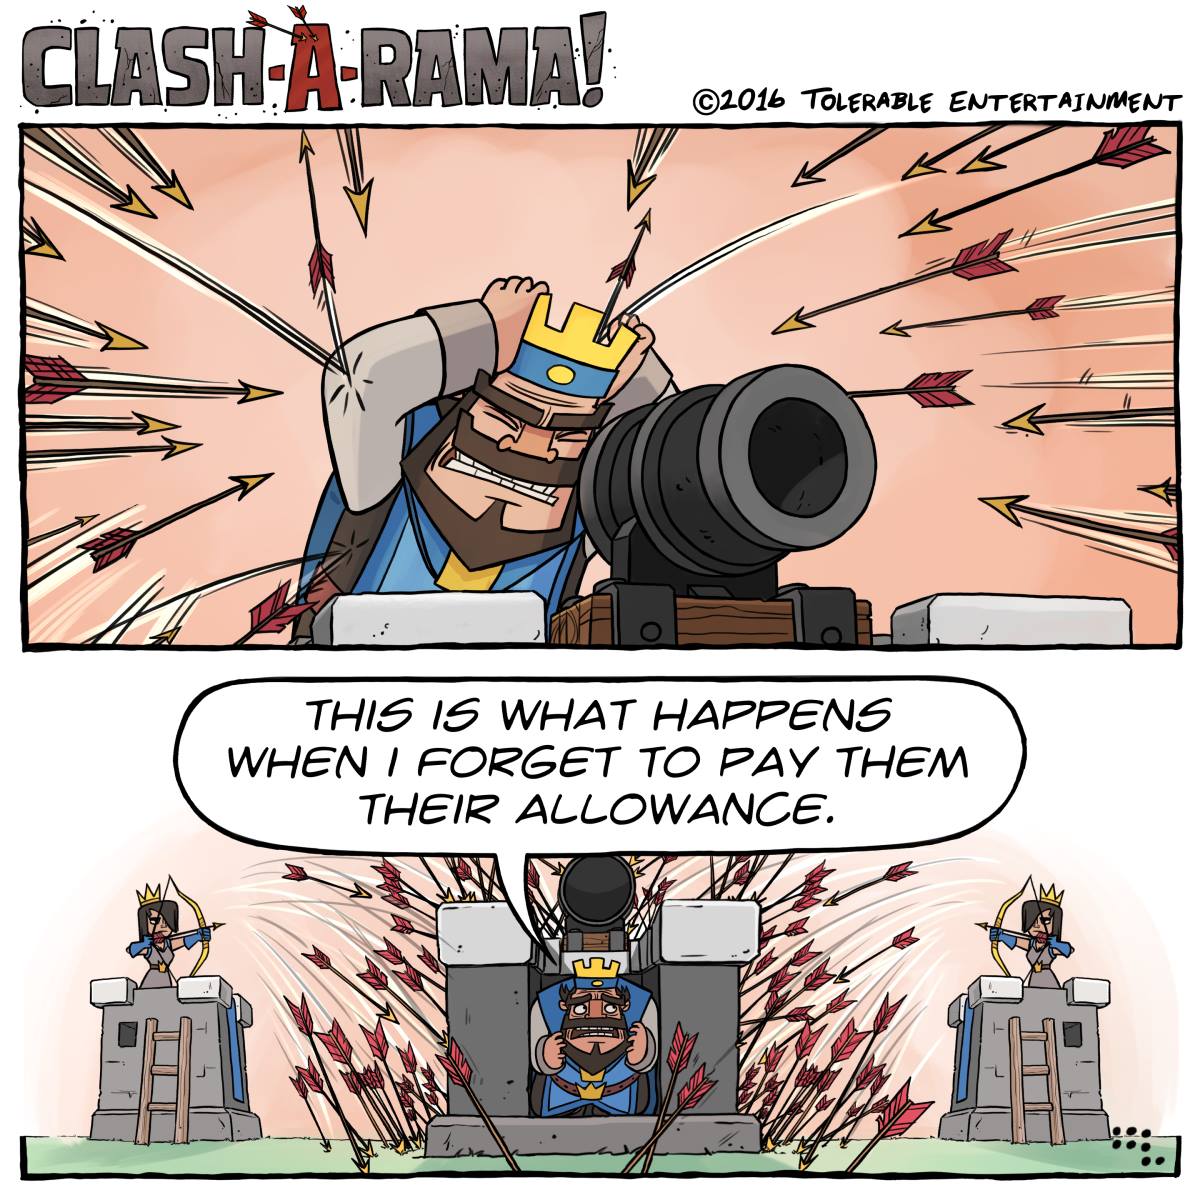 CLASH-A-RAMA!
©2016 TOLERABLE ENTERTAINMENT
THIS IS WHAT HAPPENS
WHEN I FORGET TO PAY THEM
THEIR ALLOWANCE.